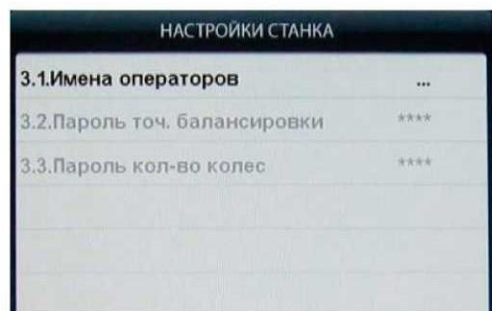 НАСТРОЙКИ СТАНКА
3.1.Имена операторов ...
3.2.Пароль точ. балансировки ****
3.3.Пароль кол-во колес ****